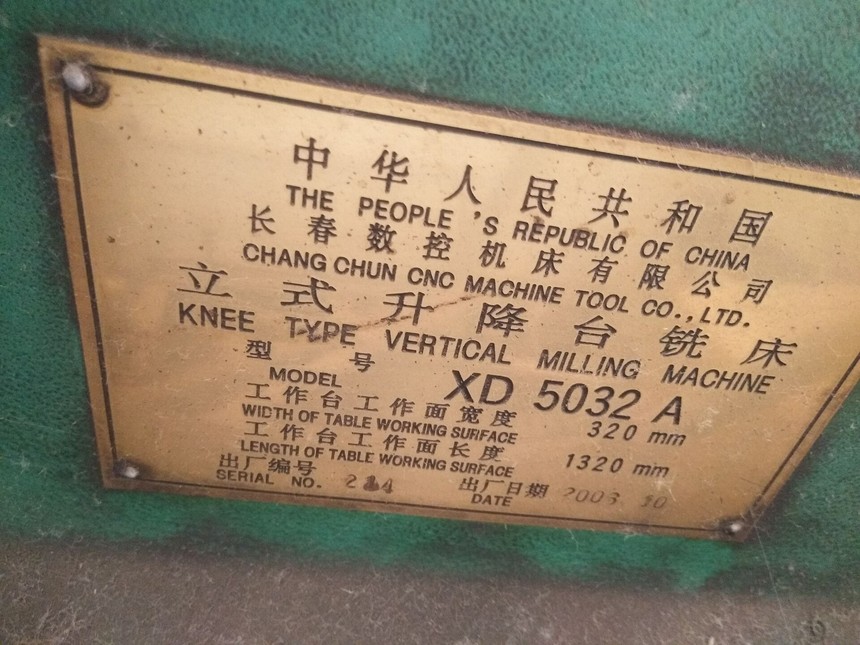 中华人民共和国
THE PEOPLE 'S REPUBLIC OF CHINA
长春数控机床有限公司
CHANG CHUN CNC MACHINE TOOL CO., LTD.
立式升降台铣床
KNEE TYPE VERTICAL MILLING MACHINE
型号
MODEL XD 5032 A
工作台工作面宽度
WIDTH OF TABLE WORKING SURFACE 320 mm
工作台工作面长度
LENGTH OF TABLE WORKING SURFACE 1320 mm
出厂编号 出厂日期
SERIAL NO. DATE 2003 10